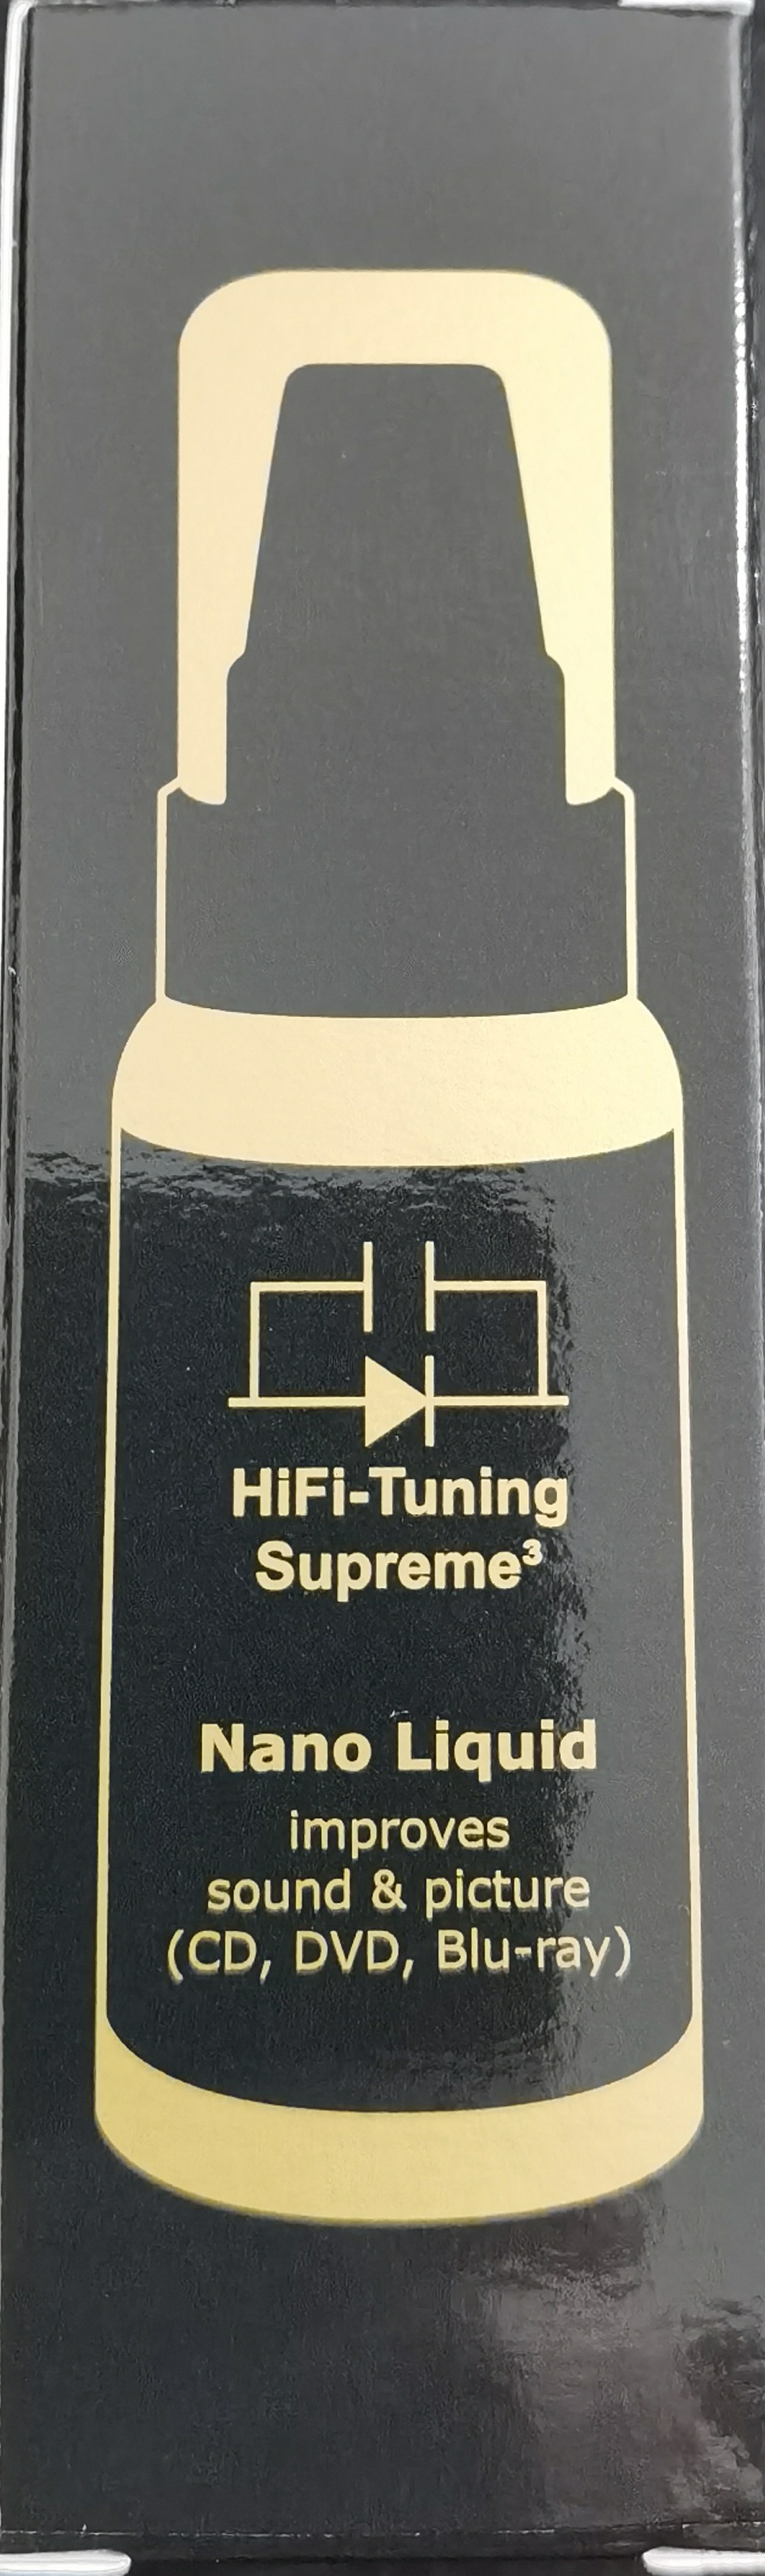 HiFi-Tuning
Supreme³
Nano Liquid
improves
sound & picture
(CD, DVD, Blu-ray)